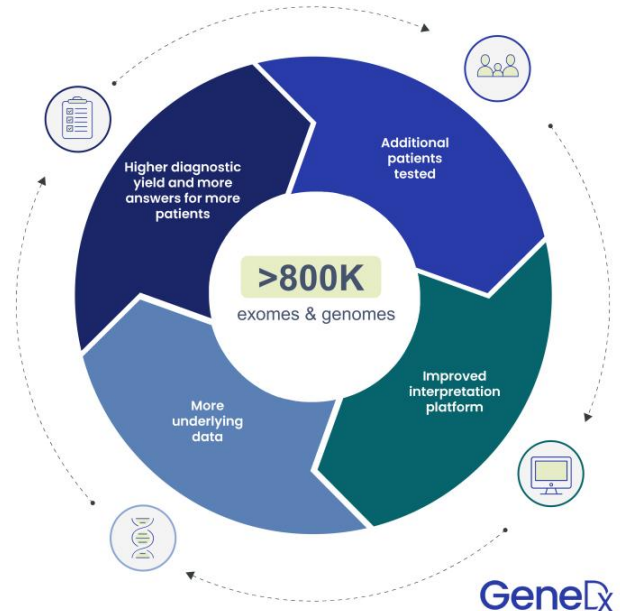 Additional
patients
tested
Higher diagnostic
yield and more
answers for more
patients
>800K
exomes & genomes
Improved
interpretation
platform
More
underlying
data
GeneDx